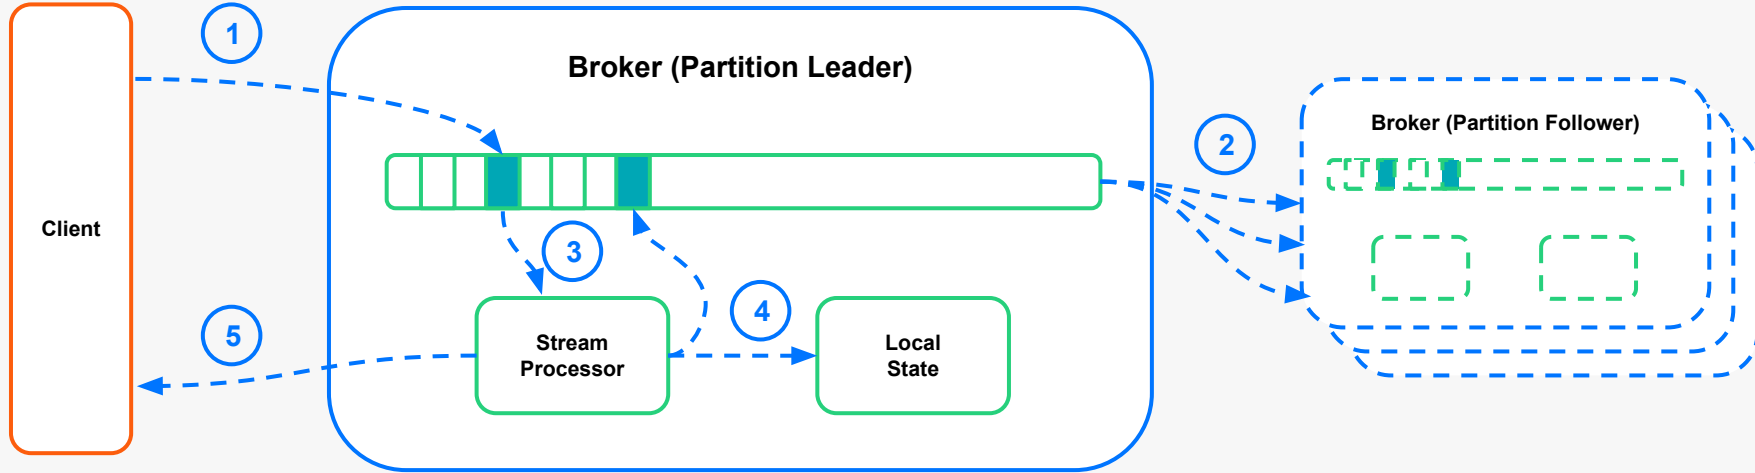 1
Broker (Partition Leader)
2
Broker (Partition Follower)
Client
3
4
5
Stream
Processor
Local
State